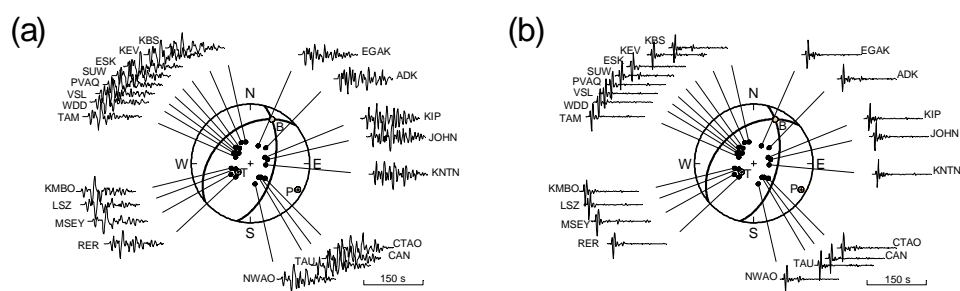 (a)
KBS
KEV
ESK
SUW
PVAQ
VSL
WDD
TAM
EGAK
ADK
KIP
JOHN
KNTN
N
B
W
E
T
P
S
KMBO
LSZ
MSEY
RER
CTAO
CAN
TAU
NWAO
150 s
(b)
KBS
KEV
ESK
SUW
PVAQ
VSL
WDD
TAM
EGAK
ADK
KIP
JOHN
KNTN
N
B
W
E
T
P
S
KMBO
LSZ
MSEY
RER
CTAO
CAN
TAU
NWAO
150 s